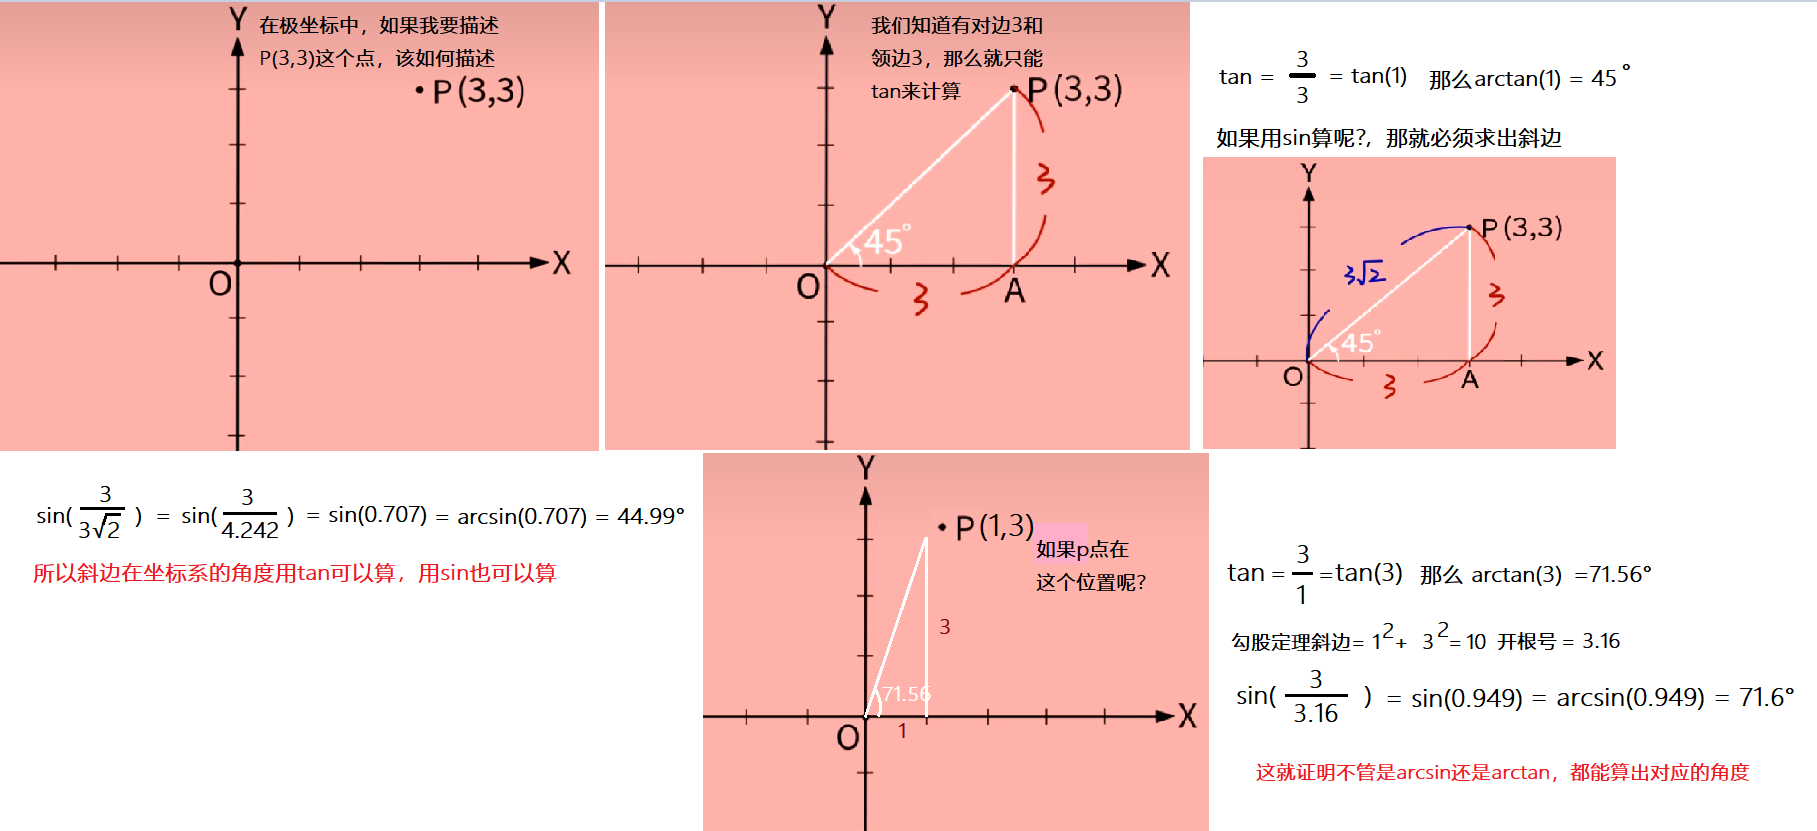 Y
在极坐标中，如果我要描述
P(3,3)这个点，该如何描述
P(3,3)
X
O
Y
我们知道有对边3和
领边3，那么就只能
tan来计算
P(3,3)
3
45°
X
O
A
3
tan = 3/3 = tan(1) 那么arctan(1) = 45°
如果用sin算呢?，那就必须求出斜边
Y
P(3,3)
3√2
3
45°
X
O
A
3
sin( 3/3√2 ) = sin( 3/4.242 ) = sin(0.707) = arcsin(0.707) = 44.99°
所以斜边在坐标系的角度用tan可以算，用sin也可以算
Y
P(1,3)
如果p点在
这个位置呢?
3
71.56
X
O
1
tan = 3/1 =tan(3) 那么 arctan(3) =71.56°
勾股定理斜边= 1² + 3² = 10 开根号 = 3.16
sin( 3/3.16 ) = sin(0.949) = arcsin(0.949) = 71.6°
这就证明不管是arcsin还是arctan，都能算出对应的角度